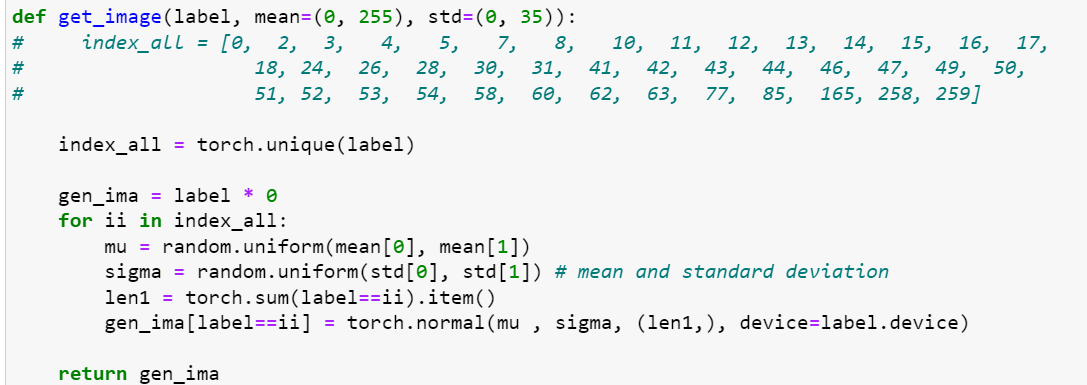 def get_image(label, mean=(0, 255), std=(0, 35)):
#     index_all = [0,  2,  3,   4,   5,   7,   8,   10,  11,  12,  13,  14,  15,  16,  17,
#                    18, 24,  26,  28,  30,  31,  41,  42,  43,  44,  46,  47,  49,  50,
#                    51, 52,  53,  54,  58,  60,  62,  63,  77,  85,  165, 258, 259]
    index_all = torch.unique(label)
    gen_ima = label * 0
    for ii in index_all:
        mu = random.uniform(mean[0], mean[1])
        sigma = random.uniform(std[0], std[1]) # mean and standard deviation
        len1 = torch.sum(label==ii).item()
        gen_ima[label==ii] = torch.normal(mu , sigma, (len1,), device=label.device)
    return gen_ima